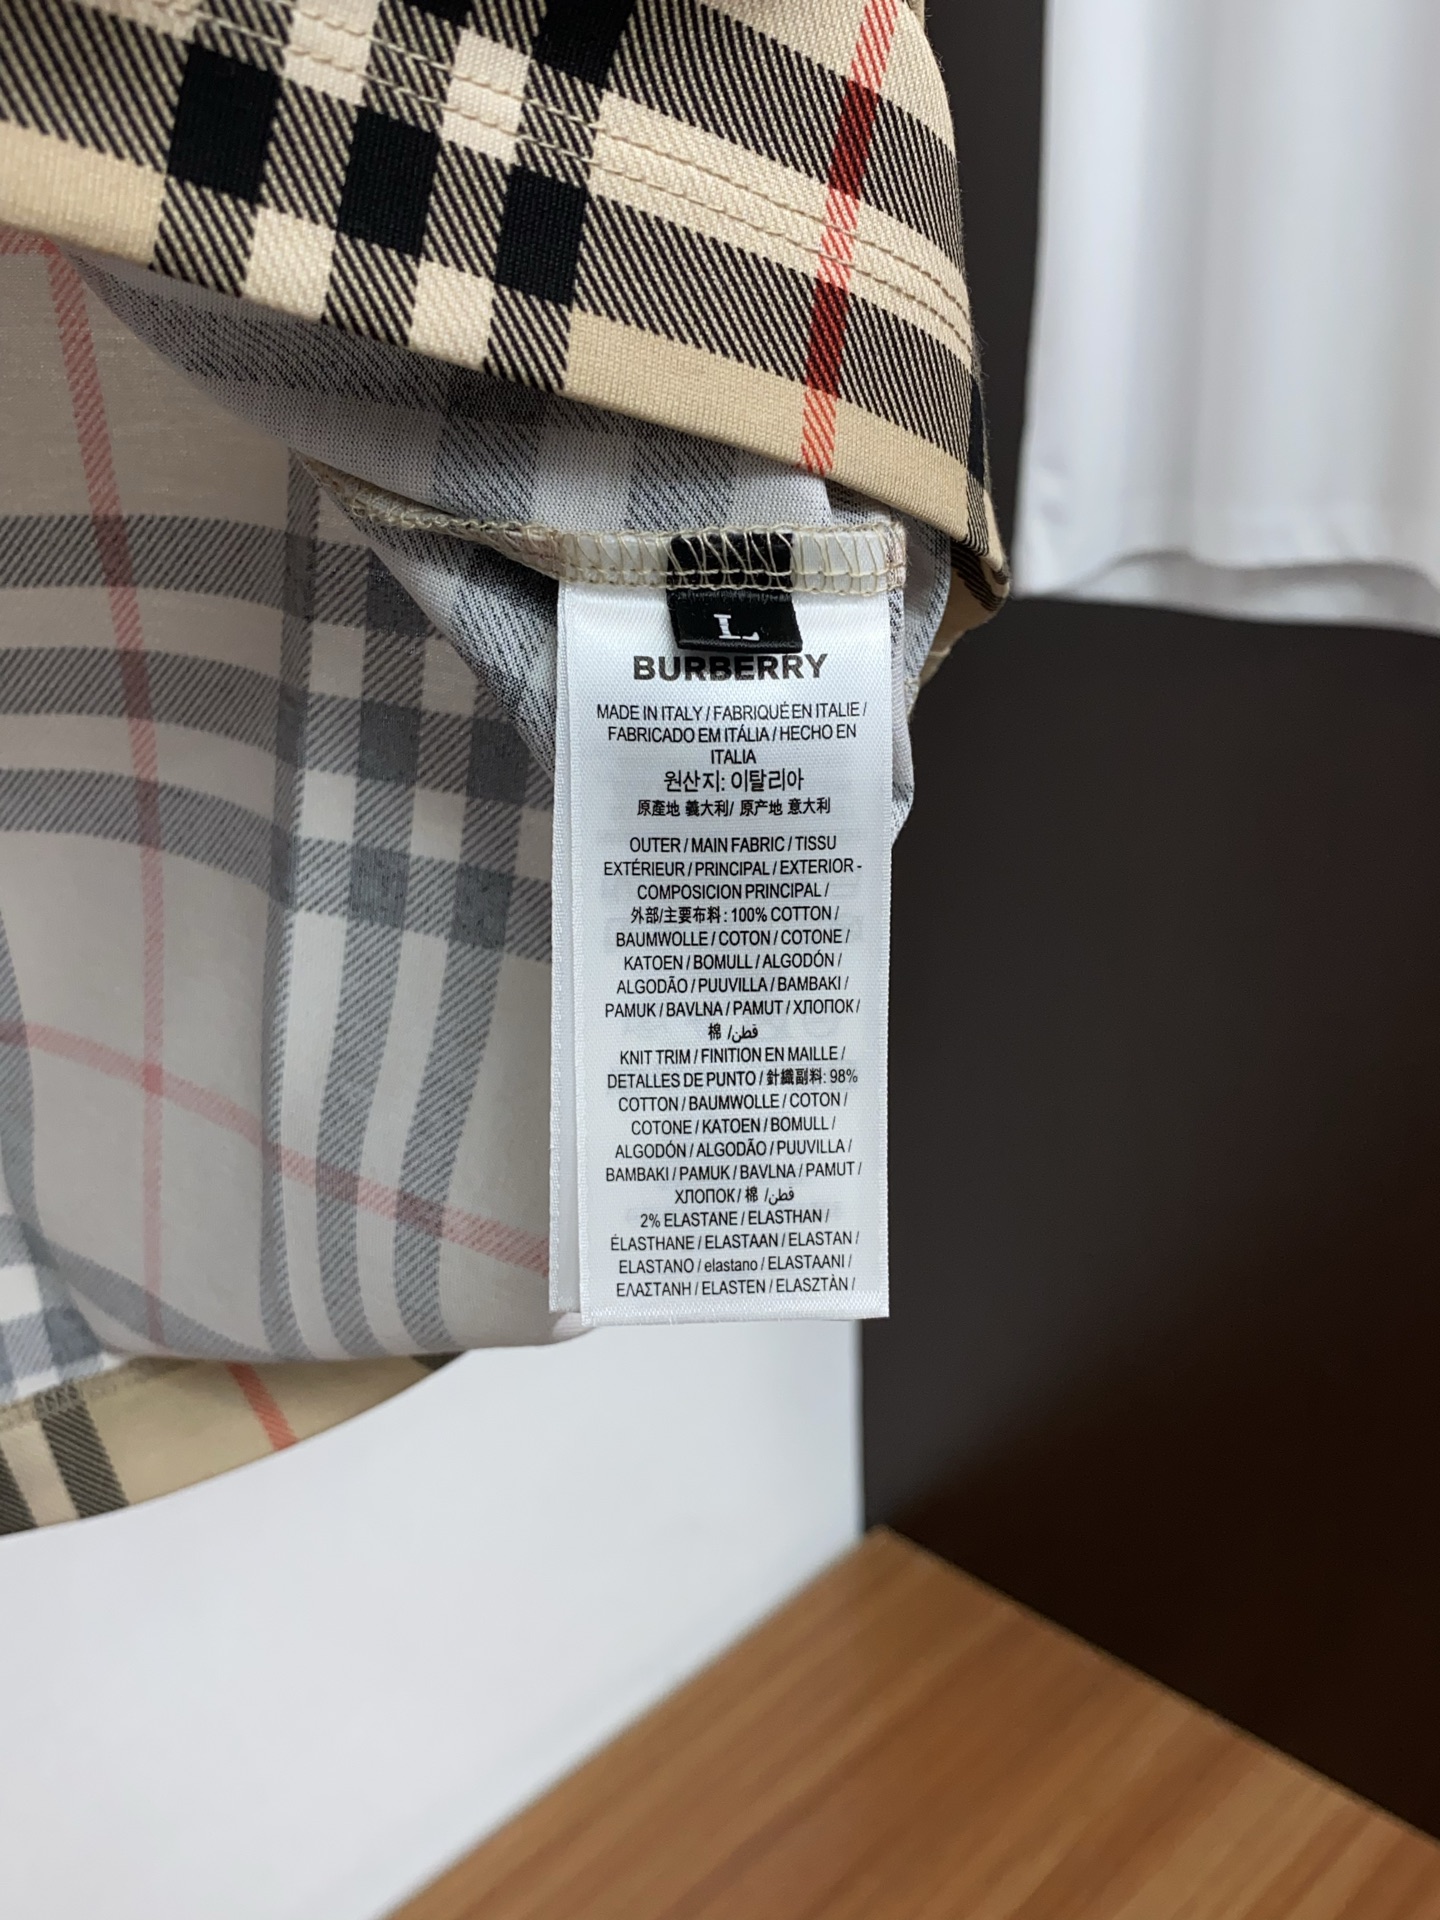 L
BURBERRY
MADE IN ITALY / FABRIQUÉ EN ITALIE /
FABRICADO EM ITÁLIA / HECHO EN
ITALIA
원산지: 이탈리아
原產地 義大利/ 原产地 意大利
OUTER / MAIN FABRIC / TISSU
EXTÉRIEUR / PRINCIPAL / EXTERIOR -
COMPOSICION PRINCIPAL /
外部/主要布料: 100% COTTON /
BAUMWOLLE / COTON / COTONE /
KATOEN / BOMULL / ALGODÓN /
ALGODÃO / PUUVILLA / BAMBAKI /
PAMUK / BAVLNA / PAMUT / ХЛОПОК /
棉 /قطن
KNIT TRIM / FINITION EN MAILLE /
DETALLES DE PUNTO / 針織副料: 98%
COTTON / BAUMWOLLE / COTON /
COTONE / KATOEN / BOMULL /
ALGODÓN / ALGODÃO / PUUVILLA /
BAMBAKI / PAMUK / BAVLNA / PAMUT /
ХЛОПОК/ 棉 /قطن
2% ELASTANE / ELASTHAN /
ÉLASTHANE / ELASTAAN / ELASTAN /
ELASTANO / elastano / ELASTAANI /
ΕΛΑΣΤΑΝΗ / ELASTEN / ELASZTÀN /